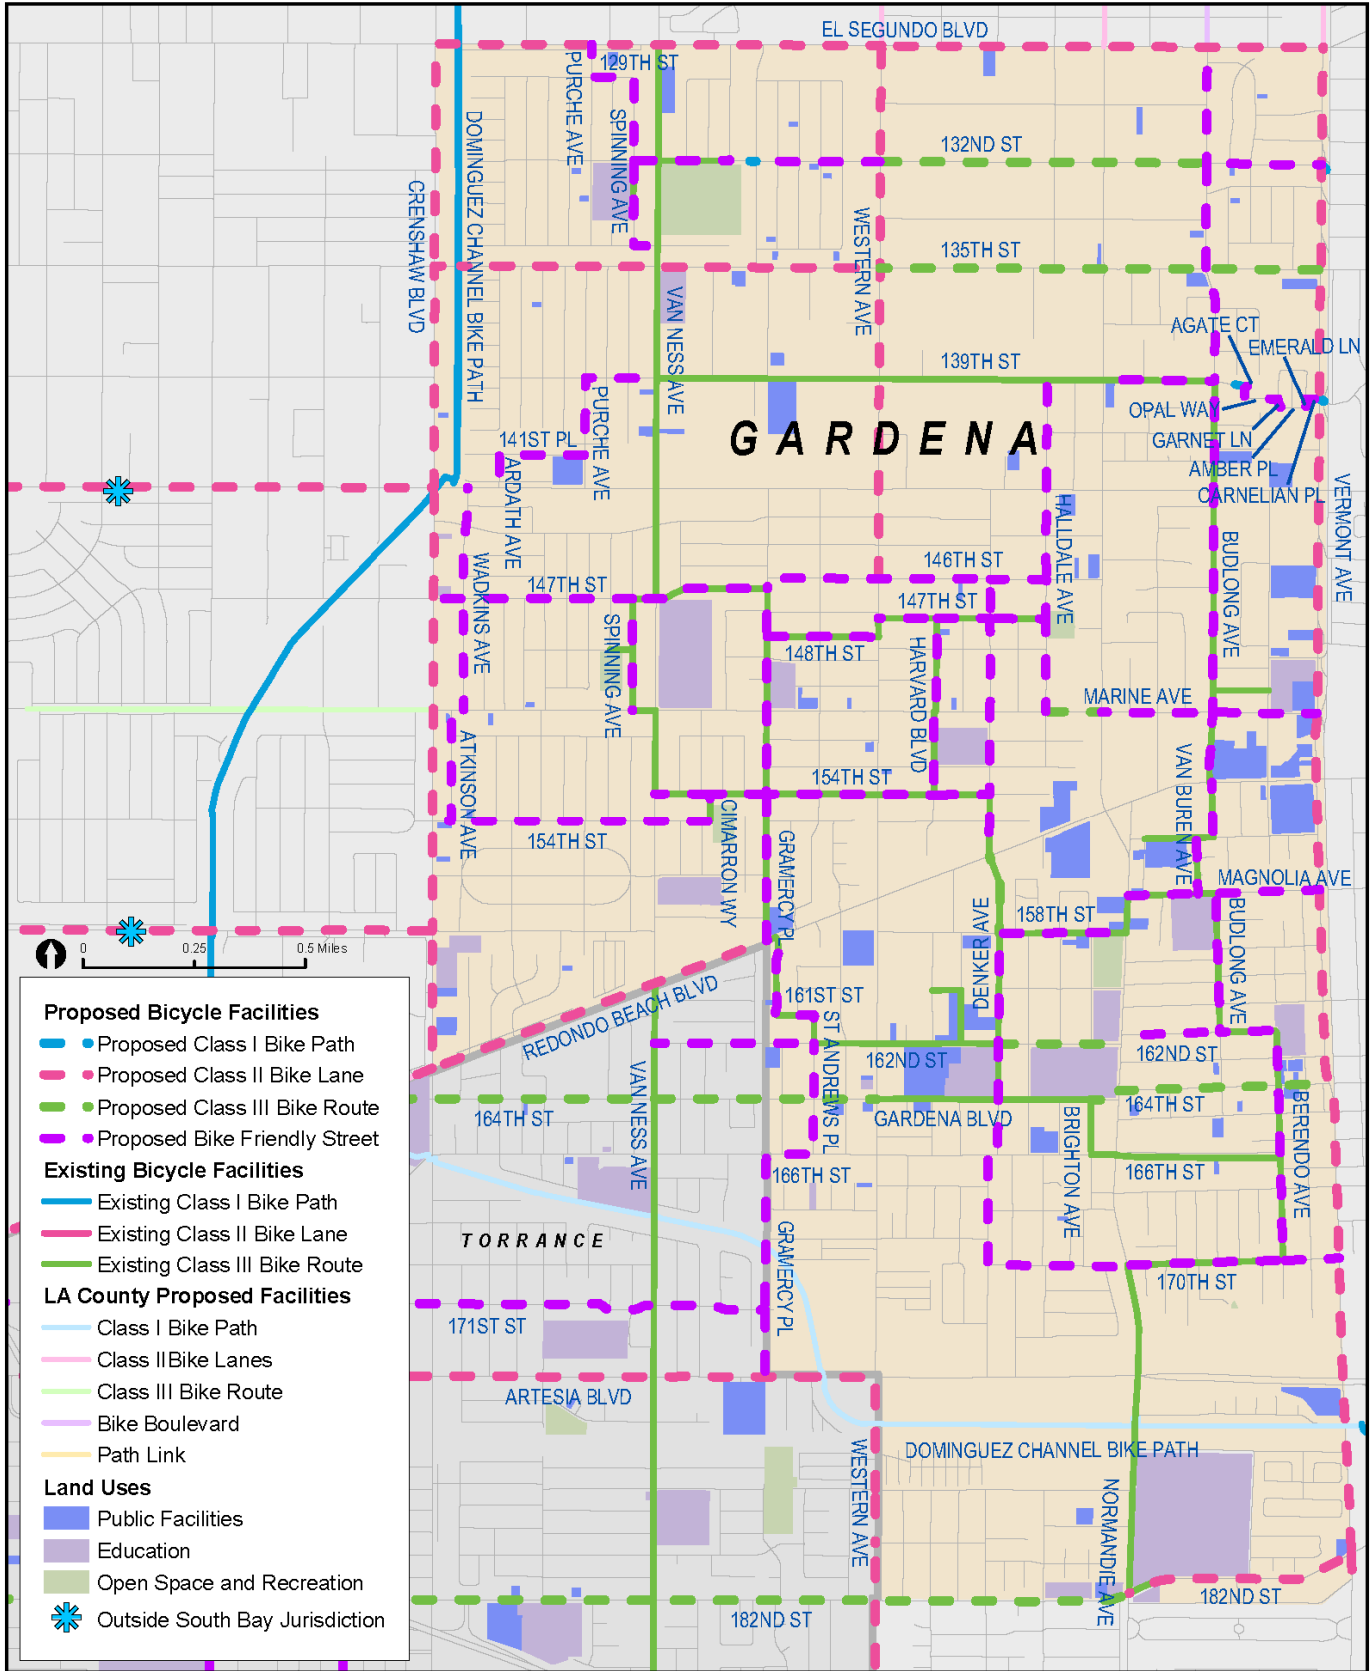 EL SEGUNDO BLVD
129TH ST
PURCHE AVE
SPINNING AVE
DOMINGUEZ CHANNEL BIKE PATH
CRENSHAW BLVD
132ND ST
WESTERN AVE
135TH ST
VAN NESS AVE
AGATE CT
EMERALD LN
139TH ST
OPAL WAY
GARNET LN
AMBER PL
CARNELIAN PL
GARDENA
PURCHE AVE
141ST PL
ARDATH AVE
VERMONT AVE
HALLDALE AVE
BUDLONG AVE
WADKINS AVE
147TH ST
146TH ST
147TH ST
SPINNING AVE
148TH ST
HARVARD BLVD
MARINE AVE
ATKINSON AVE
VAN BUREN AVE
154TH ST
154TH ST
CIMARRON WY
GRAMERCY PL
MAGNOLIA AVE
158TH ST
DENKER AVE
BUDLONG AVE
0 0.25 0.5 Miles
REDONDO BEACH BLVD
161ST ST
ST ANDREWS PL
162ND ST
162ND ST
VAN NESS AVE
164TH ST
GARDENA BLVD
164TH ST
BRIGHTON AVE
BERENDO AVE
166TH ST
166TH ST
TORRANCE
GRAMERCY PL
170TH ST
171ST ST
ARTESIA BLVD
WESTERN AVE
DOMINGUEZ CHANNEL BIKE PATH
NORMANDIE AVE
182ND ST
182ND ST
Proposed Bicycle Facilities
Proposed Class I Bike Path
Proposed Class II Bike Lane
Proposed Class III Bike Route
Proposed Bike Friendly Street
Existing Bicycle Facilities
Existing Class I Bike Path
Existing Class II Bike Lane
Existing Class III Bike Route
LA County Proposed Facilities
Class I Bike Path
Class II Bike Lanes
Class III Bike Route
Bike Boulevard
Path Link
Land Uses
Public Facilities
Education
Open Space and Recreation
Outside South Bay Jurisdiction